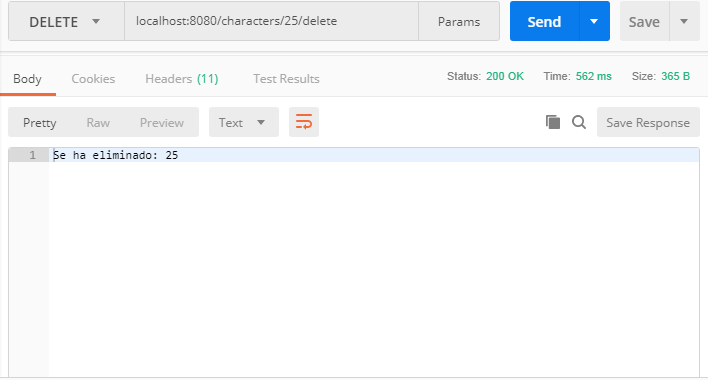 DELETE localhost:8080/characters/25/delete Params Send Save
Body Cookies Headers (11) Test Results Status: 200 OK Time: 562 ms Size: 365 B
Pretty Raw Preview Text Save Response
1 Se ha eliminado: 25